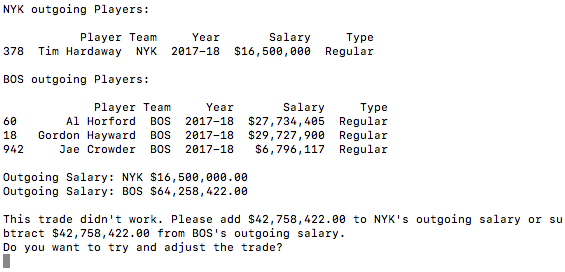 NYK outgoing Players:
Player Team Year Salary Type
378 Tim Hardaway NYK 2017-18 $16,500,000 Regular
BOS outgoing Players:
Player Team Year Salary Type
60 Al Horford BOS 2017-18 $27,734,405 Regular
18 Gordon Hayward BOS 2017-18 $29,727,900 Regular
942 Jae Crowder BOS 2017-18 $6,796,117 Regular
Outgoing Salary: NYK $16,500,000.00
Outgoing Salary: BOS $64,258,422.00
This trade didn't work. Please add $42,758,422.00 to NYK's outgoing salary or su
btract $42,758,422.00 from BOS's outgoing salary.
Do you want to try and adjust the trade?